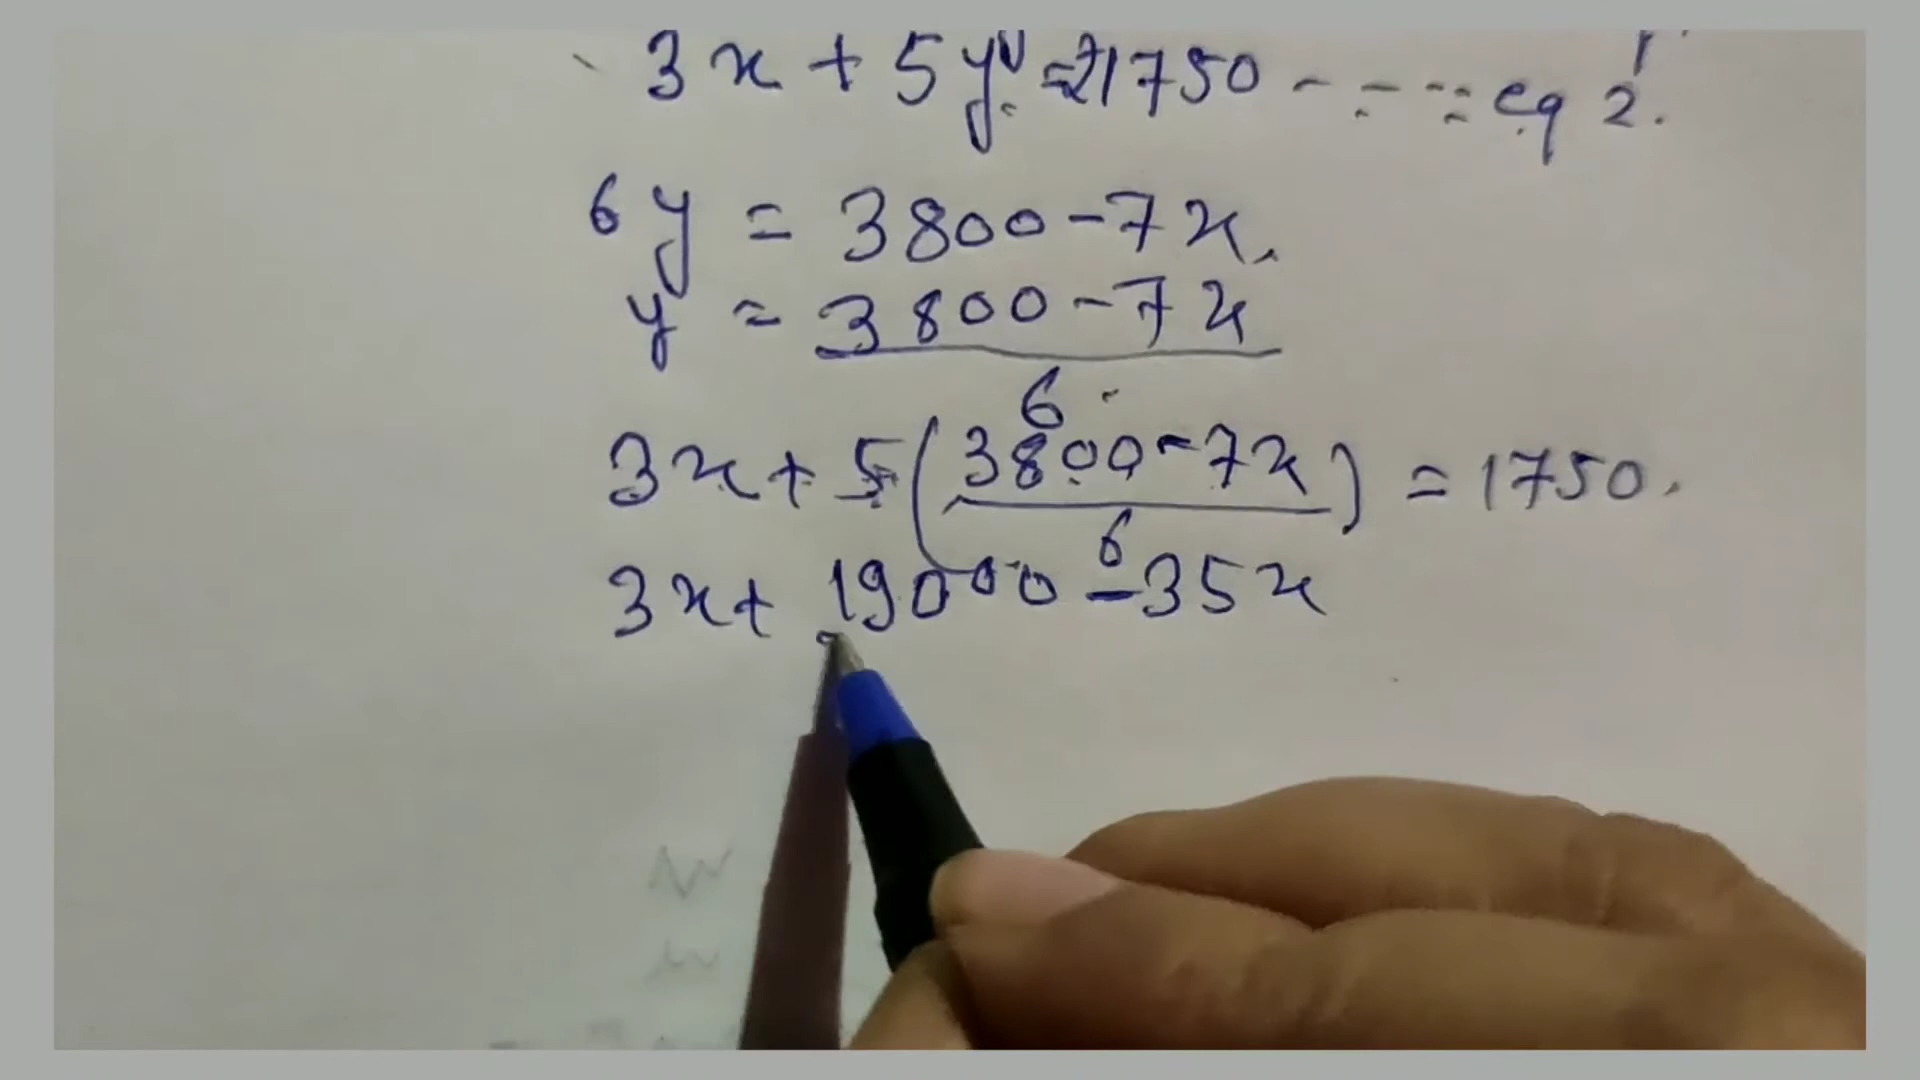 3x + 5y = 1750 - - - = eq 2.
6y = 3800 - 7x.
y = 3800 - 7x
6
3x + 5(3800 - 7x) = 1750.
6
3x + 19000 - 35x